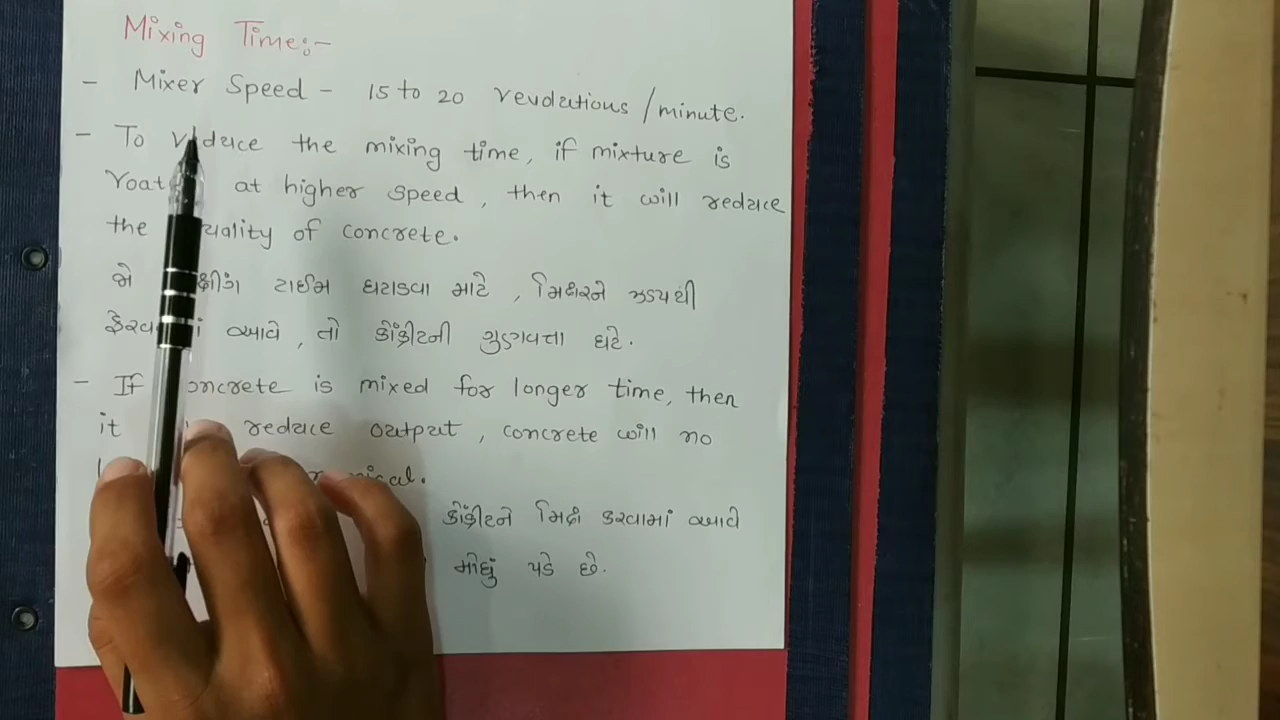 Mixing Time:-
- Mixer Speed - 15 to 20 revolutions/minute.
- To reduce the mixing time, if mixture is
at higher speed, then it will reduce
the of concrete.
જો ટાઈમ ઘટાડવા માટે, મિક્ષરને ઝડપથી
આવે, તો કોંક્રીટની ગુણવત્તા ઘટે.
- If concrete is mixed for longer time, then
it reduce output, concrete will no
કોંક્રીટને મિક્ષ કરવામાં આવે
મોઘું પડે છે.